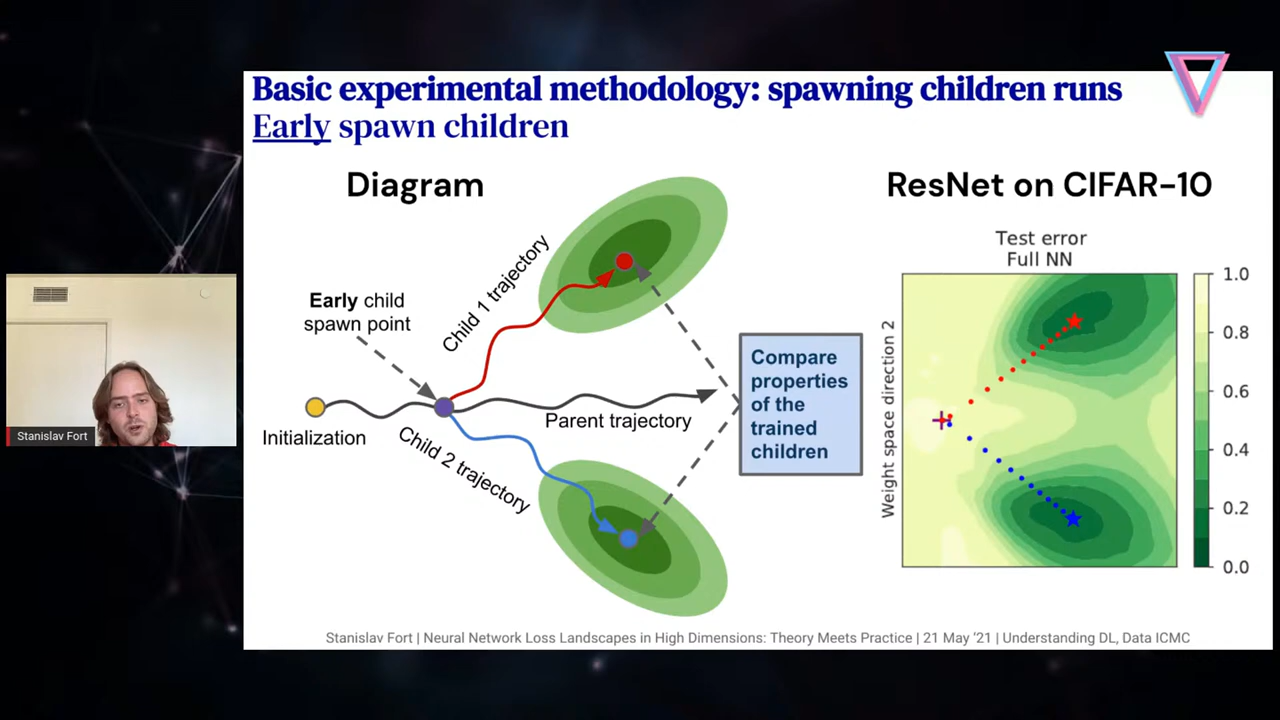 Basic experimental methodology: spawning children runs
Early spawn children
Diagram
ResNet on CIFAR-10
Test error
Full NN
Early child
spawn point
Child 1 trajectory
Initialization
Parent trajectory
Child 2 trajectory
Compare
properties
of the
trained
children
Weight space direction 2
1.0
0.8
0.6
0.4
0.2
0.0
Stanislav Fort
Stanislav Fort | Neural Network Loss Landscapes in High Dimensions: Theory Meets Practice | 21 May '21 | Understanding DL, Data ICMC